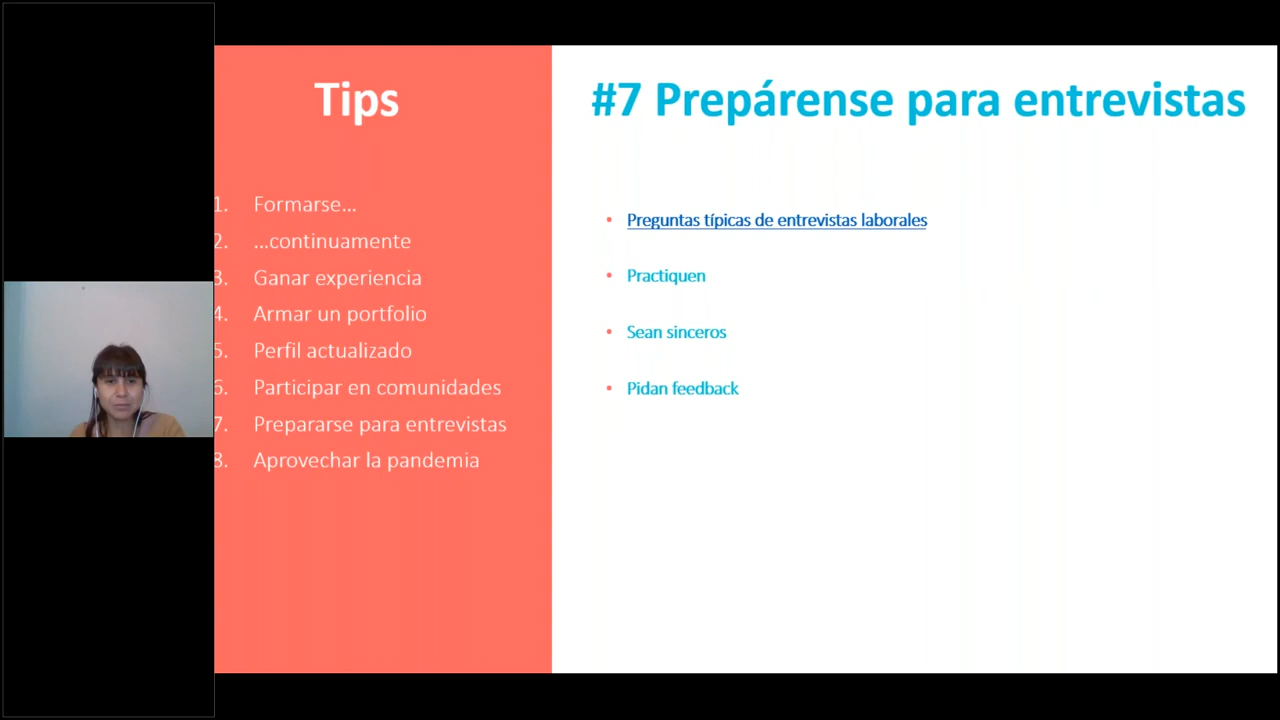 Tips
1. Formarse...
2. ...continuamente
3. Ganar experiencia
4. Armar un portfolio
5. Perfil actualizado
6. Participar en comunidades
7. Prepararse para entrevistas
8. Aprovechar la pandemia
#7 Prepárense para entrevistas
• Preguntas típicas de entrevistas laborales
• Practiquen
• Sean sinceros
• Pidan feedback